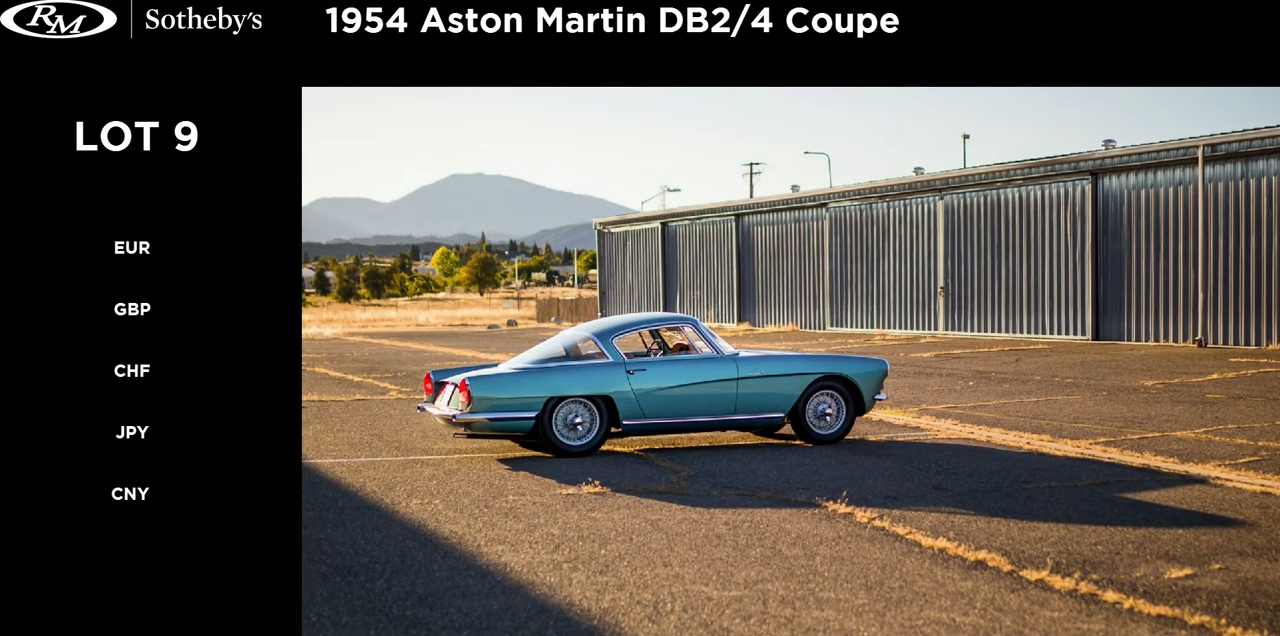 RM Sotheby's
1954 Aston Martin DB2/4 Coupe
LOT 9
EUR
GBP
CHF
JPY
CNY